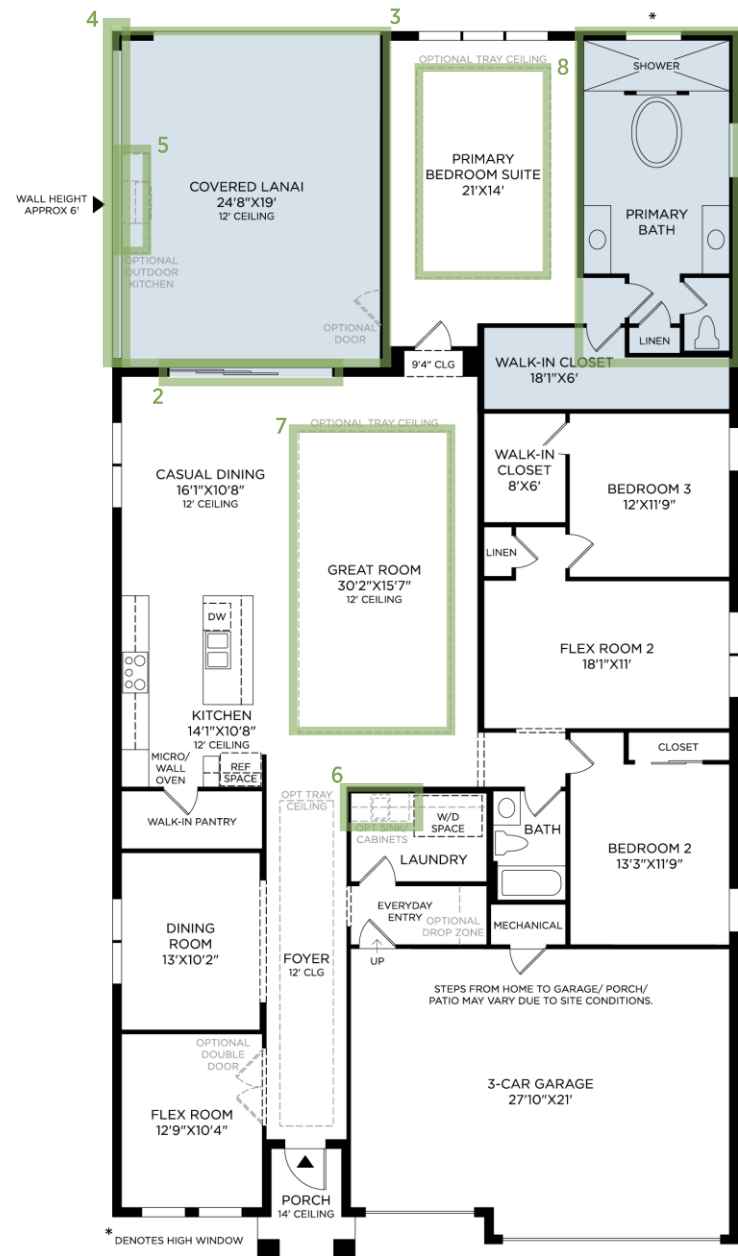 4
3
*
OPTIONAL TRAY CEILING
8
SHOWER
5
PRIMARY
BEDROOM SUITE
21'X14'
COVERED LANAI
24'8"X19'
12' CEILING
WALL HEIGHT
APPROX 6'
PRIMARY
BATH
OPTIONAL
OUTDOOR
KITCHEN
OPTIONAL
DOOR
LINEN
9'4" CLG
WALK-IN CLOSET
18'1"X6'
2
7
OPTIONAL TRAY CEILING
CASUAL DINING
16'1"X10'8"
12' CEILING
WALK-IN
CLOSET
8'X6'
BEDROOM 3
12'X11'9"
LINEN
GREAT ROOM
30'2"X15'7"
12' CEILING
DW
FLEX ROOM 2
18'1"X11'
KITCHEN
14'1"X10'8"
12' CEILING
MICRO/
WALL
OVEN
REF
SPACE
CLOSET
6
OPT TRAY
CEILING
WALK-IN PANTRY
OPT SINK/
CABINETS
W/D
SPACE
LAUNDRY
BATH
BEDROOM 2
13'3"X11'9"
EVERYDAY
ENTRY
OPTIONAL
DROP ZONE
MECHANICAL
DINING
ROOM
13'X10'2"
FOYER
12' CLG
UP
STEPS FROM HOME TO GARAGE/ PORCH/
PATIO MAY VARY DUE TO SITE CONDITIONS.
OPTIONAL
DOUBLE
DOOR
FLEX ROOM
12'9"X10'4"
3-CAR GARAGE
27'10"X21'
PORCH
14' CEILING
* DENOTES HIGH WINDOW